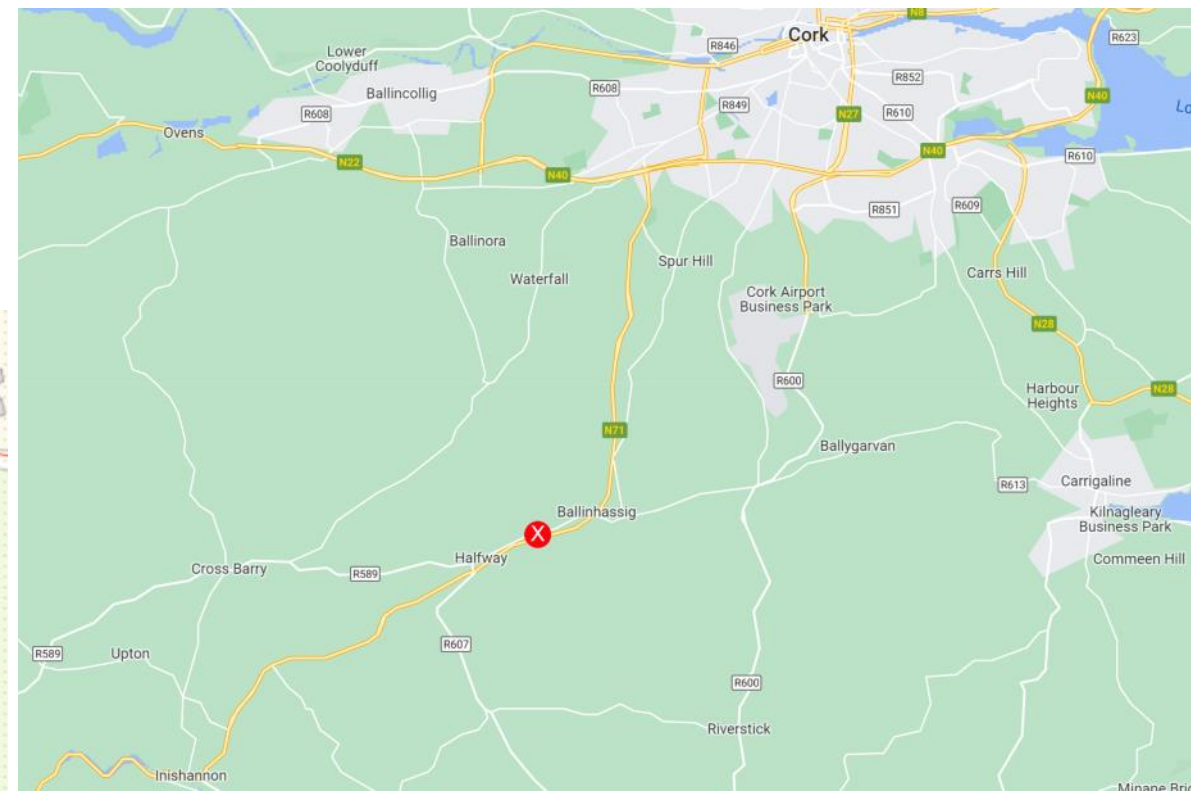 N8
Cork
R623
R846
Lower
Coolyduff
R852
Ballincollig
R608
N40
R849
R608
N27
R610
Ovens
N22
N40
R610
N40
R851
R609
Ballinora
Waterfall
Spur Hill
Carrs Hill
Cork Airport
Business Park
N28
R600
Harbour
Heights
N28
N71
Ballygarvan
R613
Carrigaline
Ballinhassig
Kilnagleary
Business Park
X
Halfway
Commeen Hill
Cross Barry
R589
R607
R589
Upton
R600
Riverstick
Inishannon
Minane